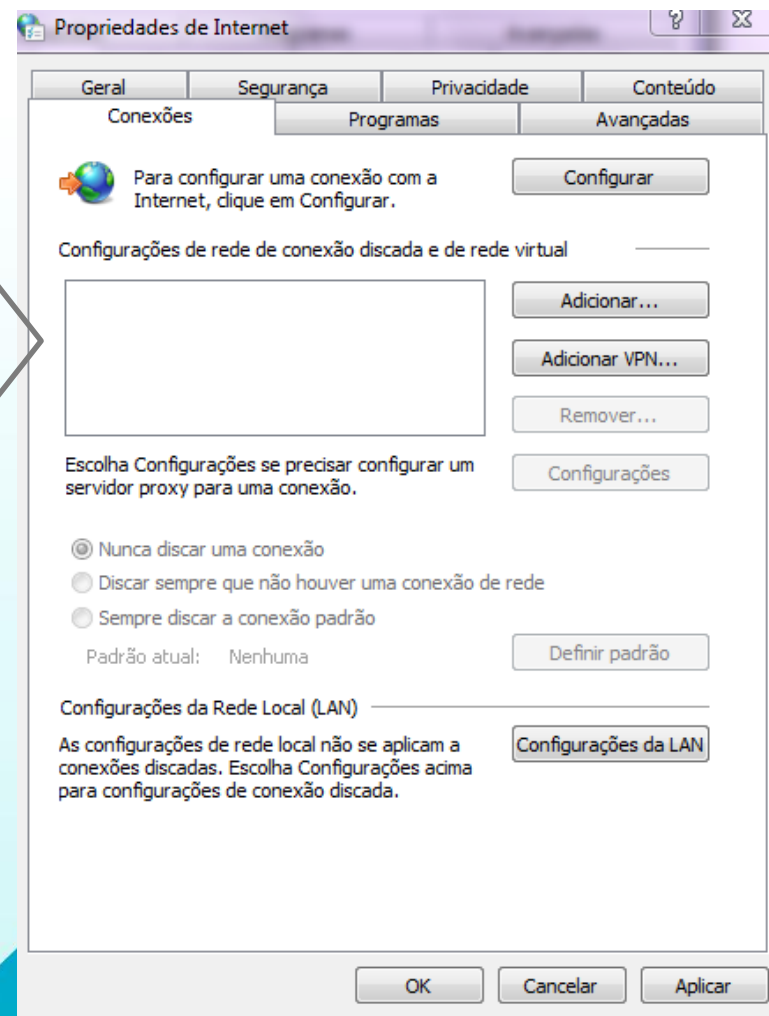 Propriedades de Internet
Geral Segurança Privacidade Conteúdo
Conexões Programas Avançadas
Para configurar uma conexão com a
Internet, clique em Configurar.
Configurar
Configurações de rede de conexão discada e de rede virtual
Adicionar...
Adicionar VPN...
Remover...
Escolha Configurações se precisar configurar um
servidor proxy para uma conexão.
Configurações
Nunca discar uma conexão
Discar sempre que não houver uma conexão de rede
Sempre discar a conexão padrão
Padrão atual: Nenhuma
Definir padrão
Configurações da Rede Local (LAN)
As configurações de rede local não se aplicam a
conexões discadas. Escolha Configurações acima
para configurações de conexão discada.
Configurações da LAN
OK Cancelar Aplicar